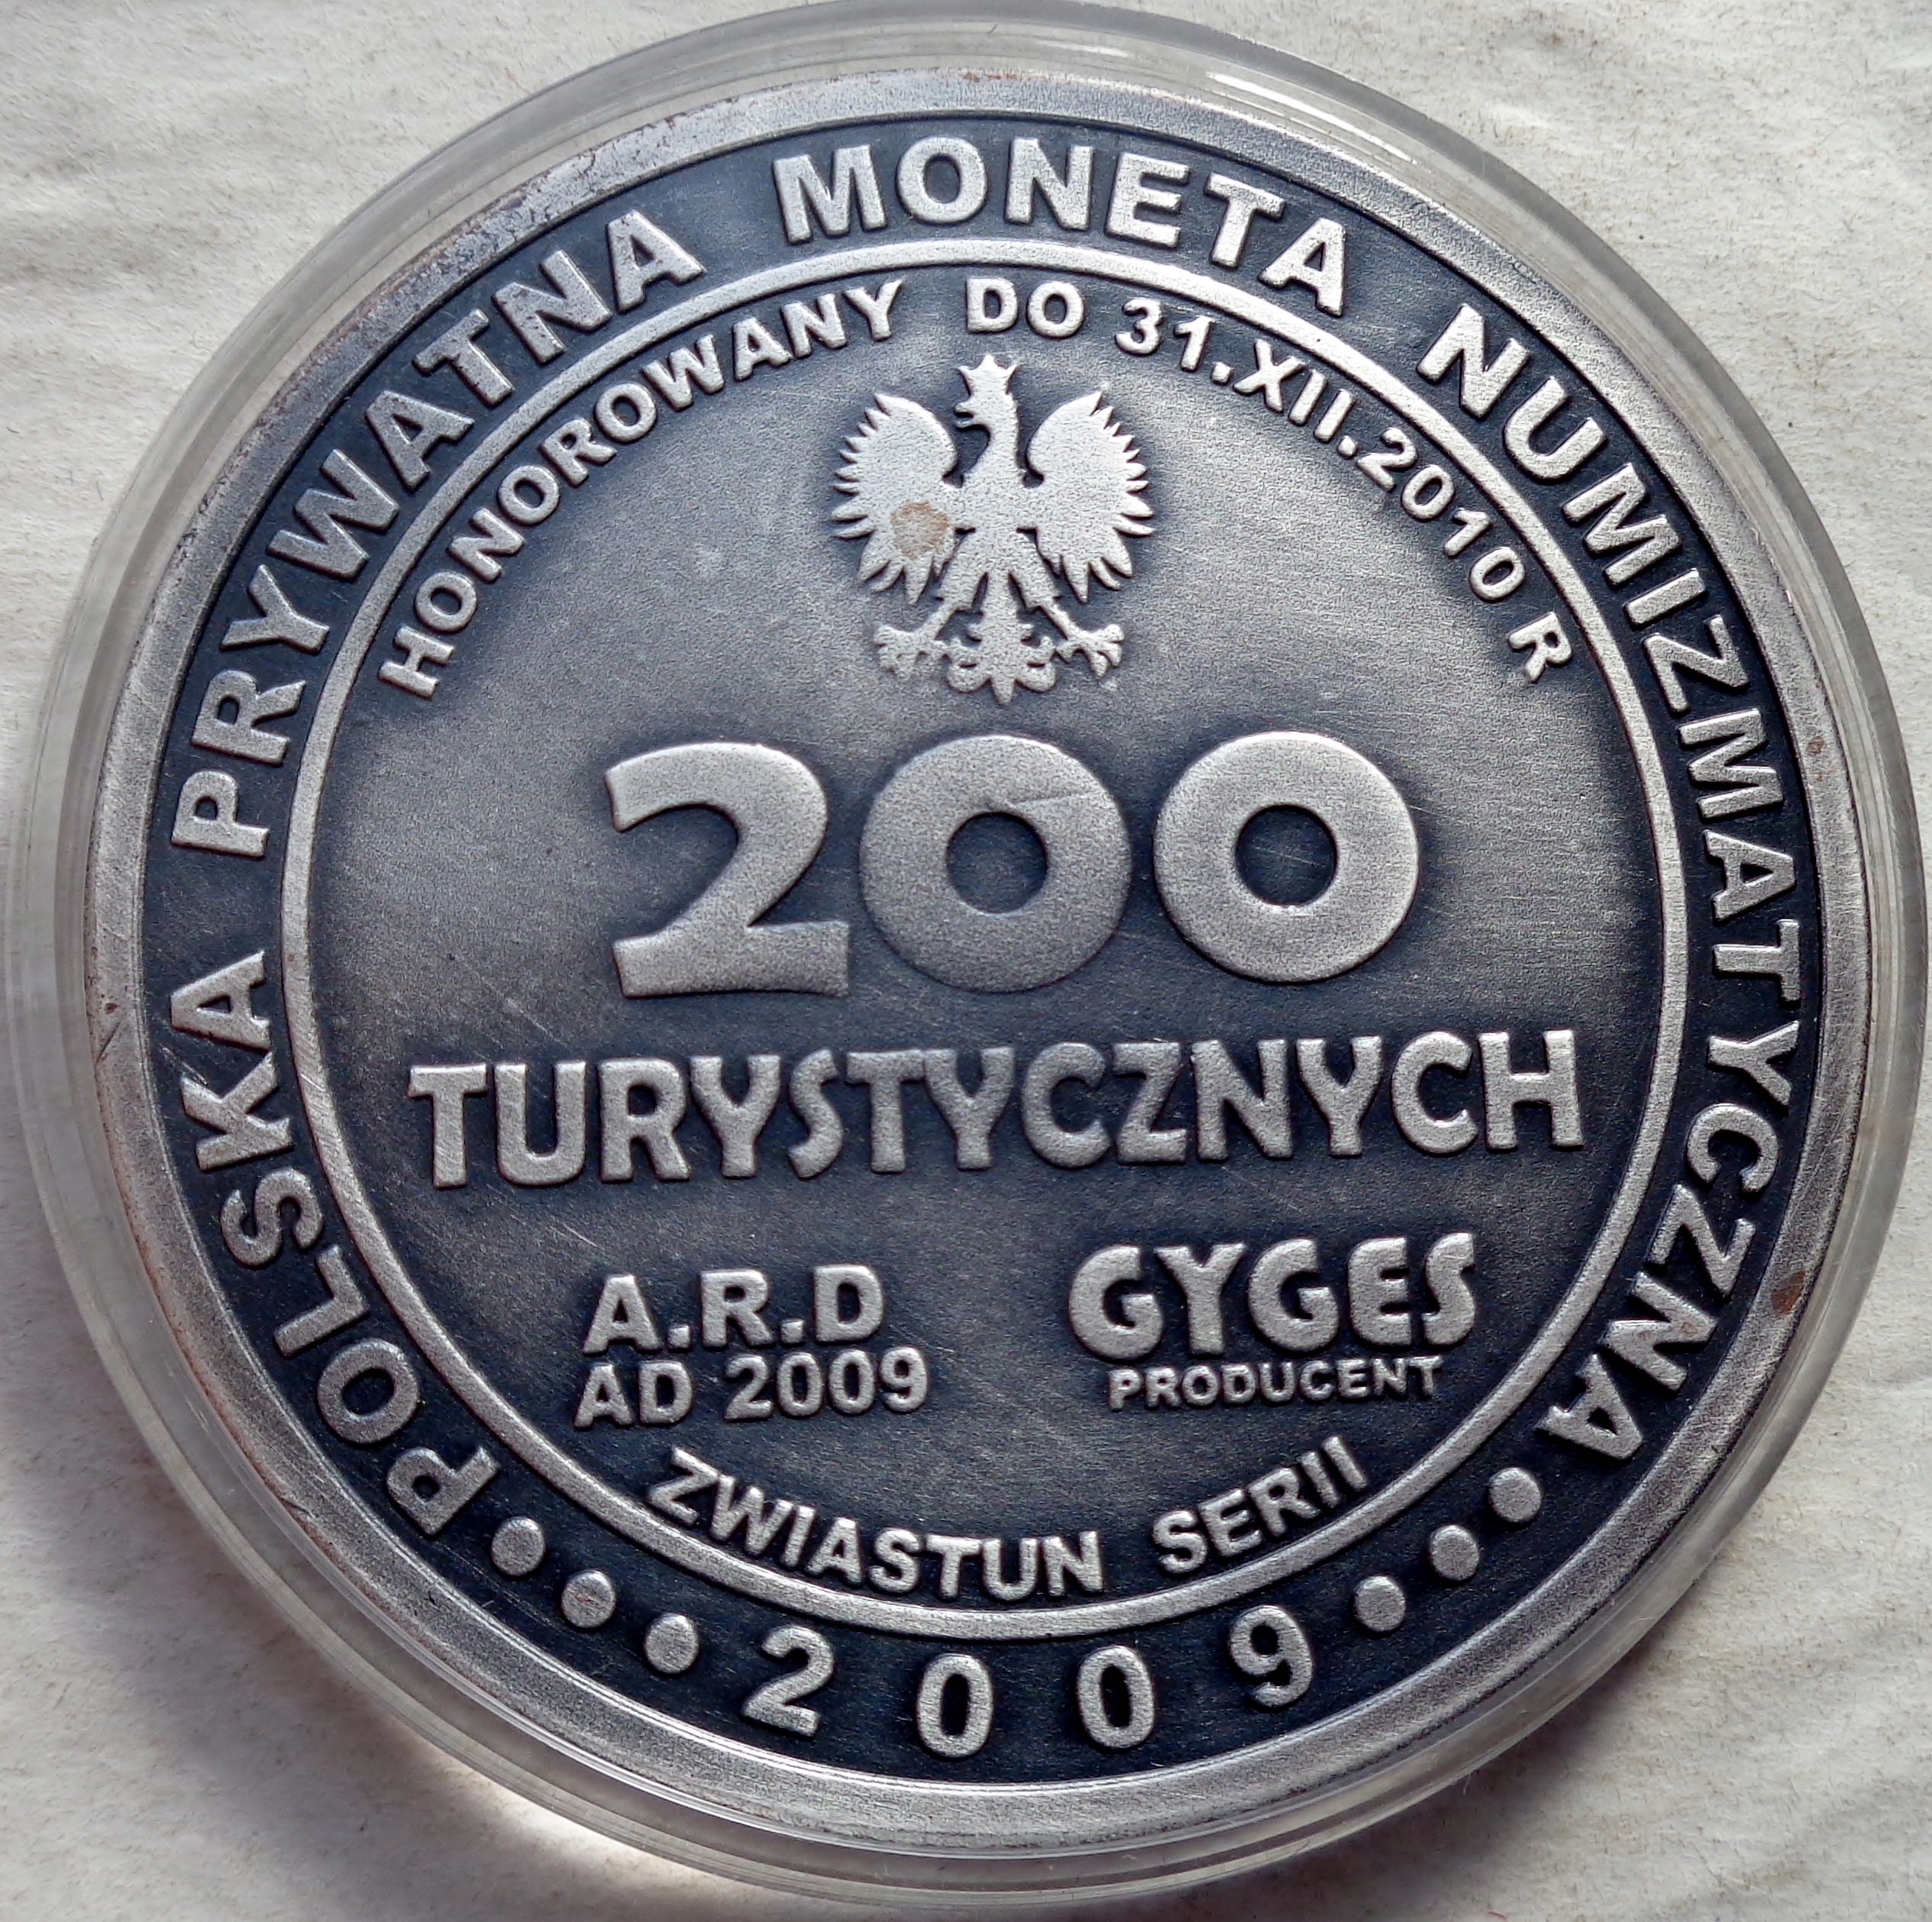 POLSKA PRYWATNA MONETA NUMIZMATYCZNA
HONOROWANY DO 31.XII.2010 R
200
TURYSTYCZNYCH
A.R.D
AD 2009
GYGES
PRODUCENT
ZWIASTUN SERII
•••2009•••